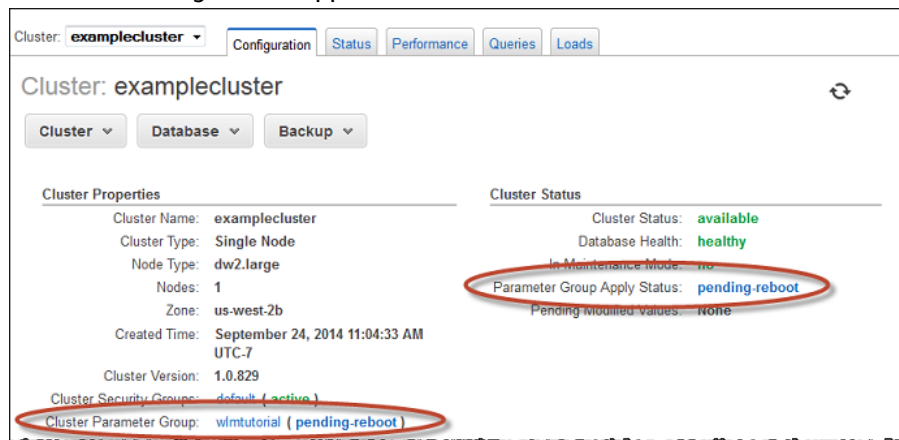 Cluster: examplecluster
Configuration Status Performance Queries Loads
Cluster: examplecluster
Cluster Database Backup
Cluster Properties
Cluster Name: examplecluster
Cluster Type: Single Node
Node Type: dw2.large
Nodes: 1
Zone: us-west-2b
Created Time: September 24, 2014 11:04:33 AM
UTC-7
Cluster Version: 1.0.829
Cluster Security Groups: default ( active )
Cluster Parameter Group: wlmtutorial ( pending-reboot )
Cluster Status
Cluster Status: available
Database Health: healthy
In Maintenance Mode: no
Parameter Group Apply Status: pending-reboot
Pending Modified Values: None